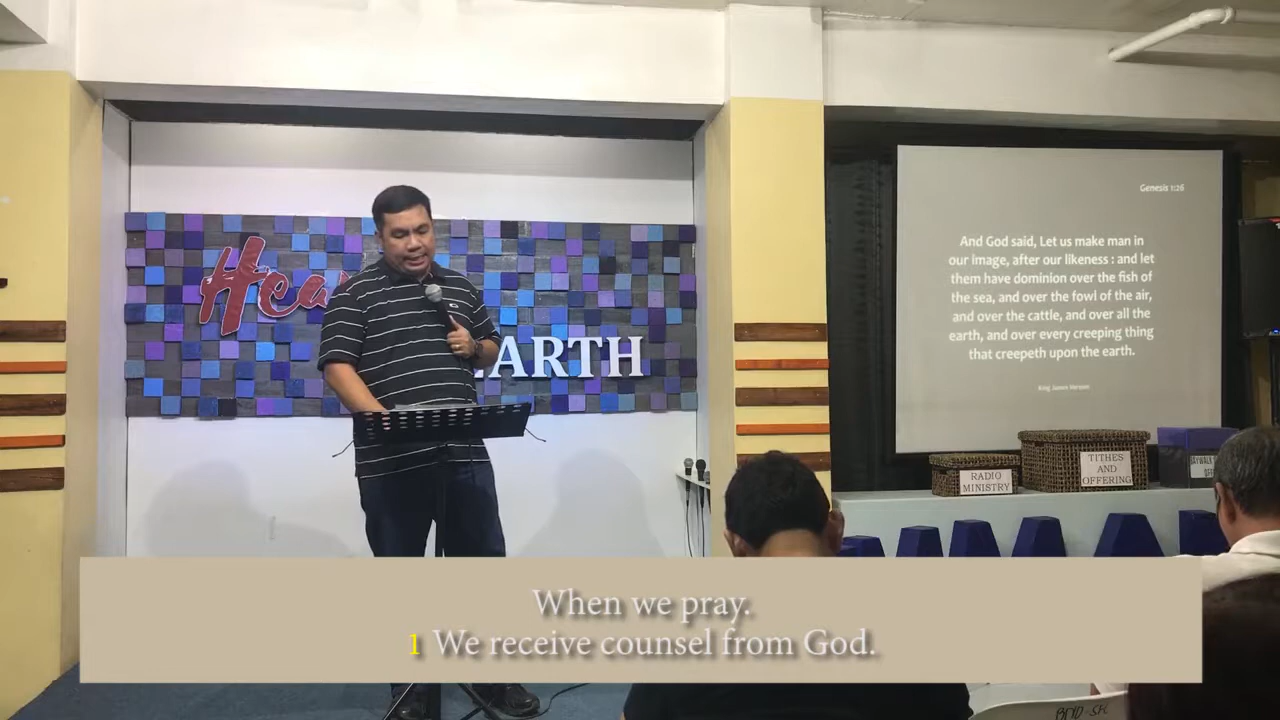 Hea
EARTH
Genesis 1:26
And God said, Let us make man in
our image, after our likeness : and let
them have dominion over the fish of
the sea, and over the fowl of the air,
and over the cattle, and over all the
earth, and over every creeping thing
that creepeth upon the earth.
King James Version
RADIO
MINISTRY
TITHES
AND
OFFERING
When we pray.
1 We receive counsel from God.